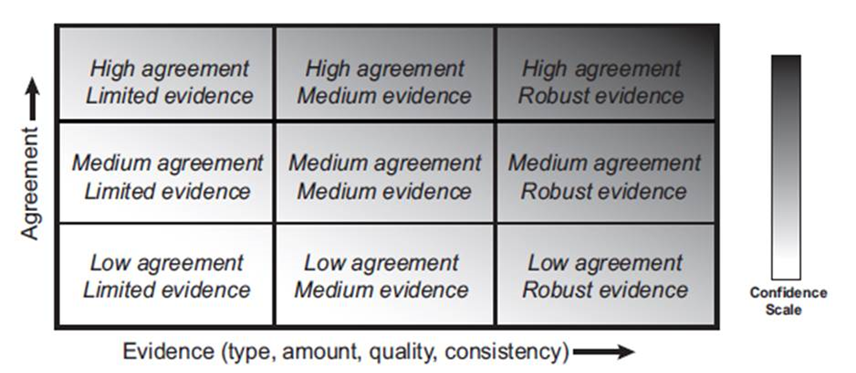 High agreement
Limited evidence
High agreement
Medium evidence
High agreement
Robust evidence
Medium agreement
Limited evidence
Medium agreement
Medium evidence
Medium agreement
Robust evidence
Low agreement
Limited evidence
Low agreement
Medium evidence
Low agreement
Robust evidence
Agreement
Evidence (type, amount, quality, consistency)
Confidence
Scale